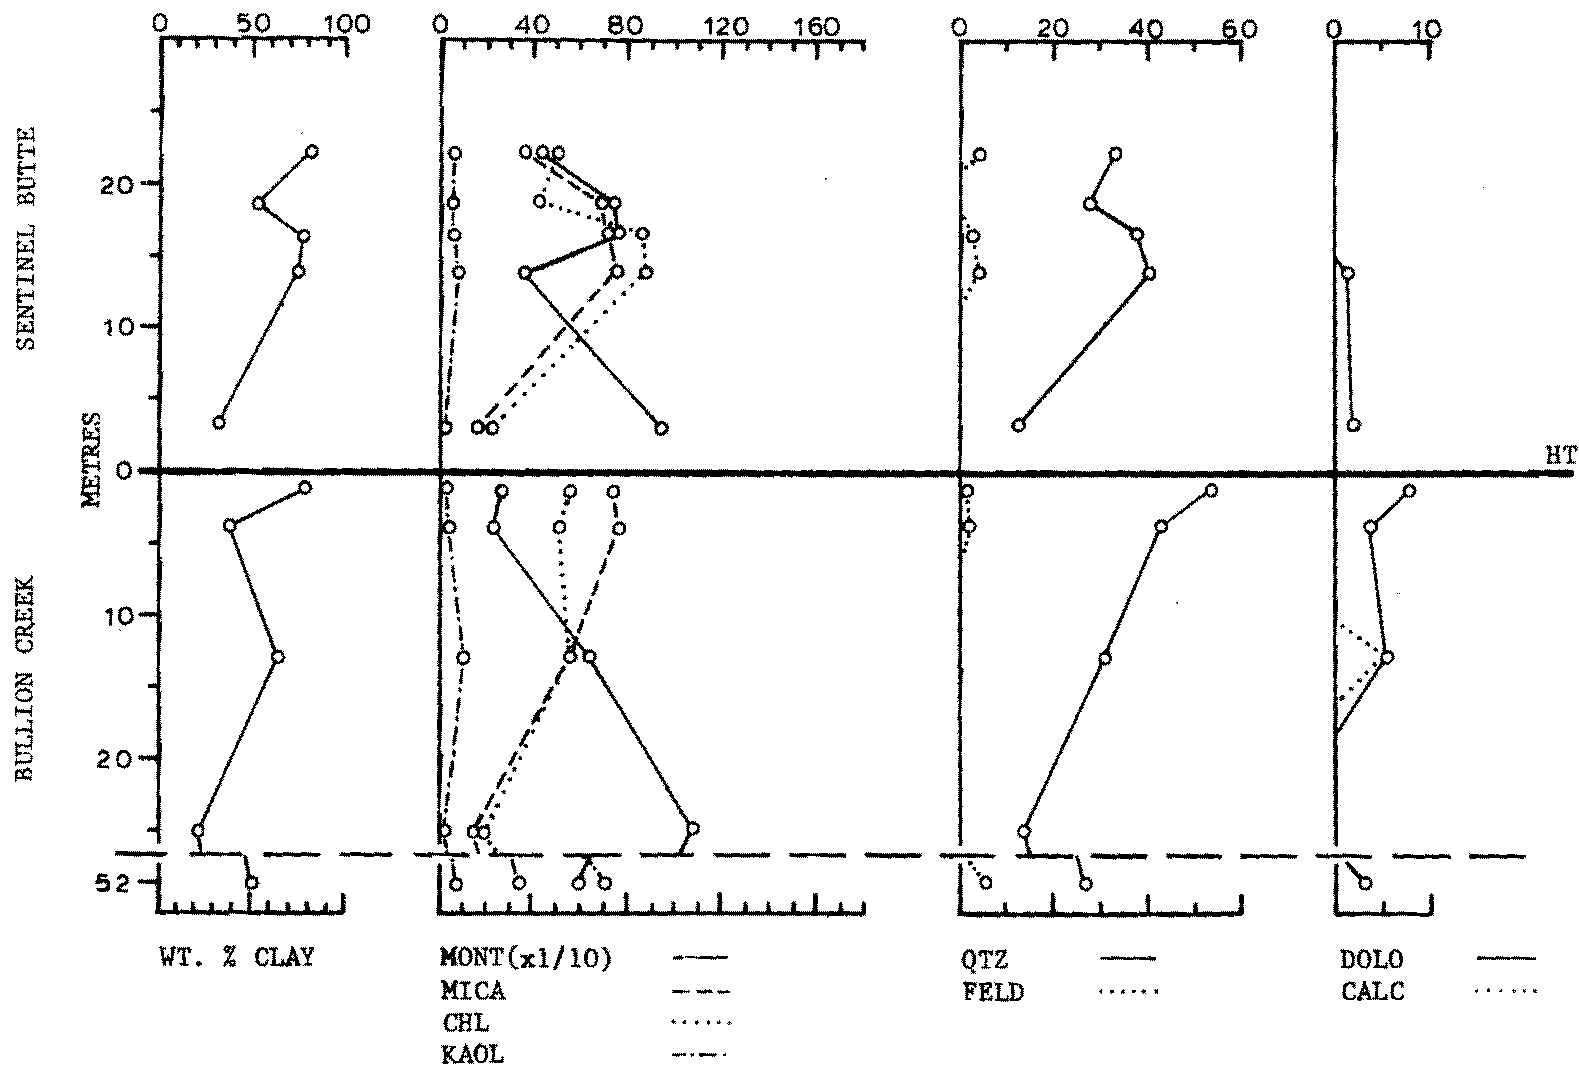 0 50 100 0 40 80 120 160 0 20 40 60 0 10
SENTINEL BUTTE
20
10
METRES
0
HT
BULLION CREEK
10
20
52
WT. % CLAY MONT(x1/10) QTZ DOLO
MICA FELD CALC
CHL
KAOL